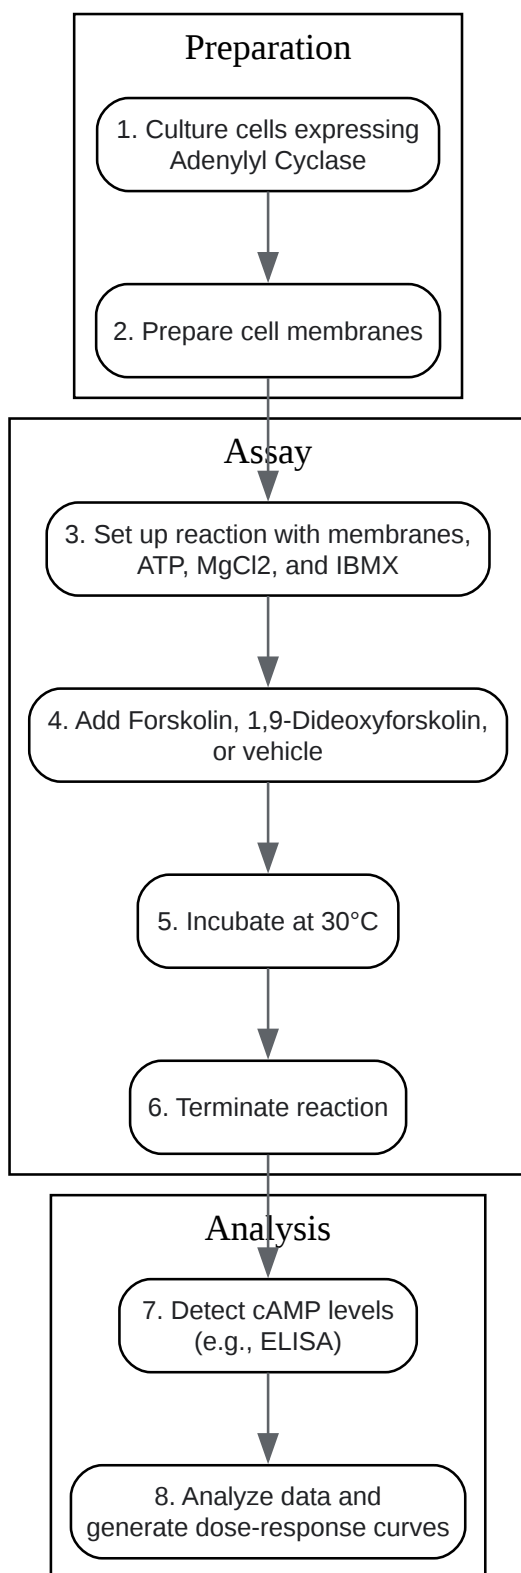 Preparation
1. Culture cells expressing
Adenylyl Cyclase
2. Prepare cell membranes
Assay
3. Set up reaction with membranes,
ATP, MgCl2, and IBMX
4. Add Forskolin, 1,9-Dideoxyforskolin,
or vehicle
5. Incubate at 30°C
6. Terminate reaction
Analysis
7. Detect cAMP levels
(e.g., ELISA)
8. Analyze data and
generate dose-response curves